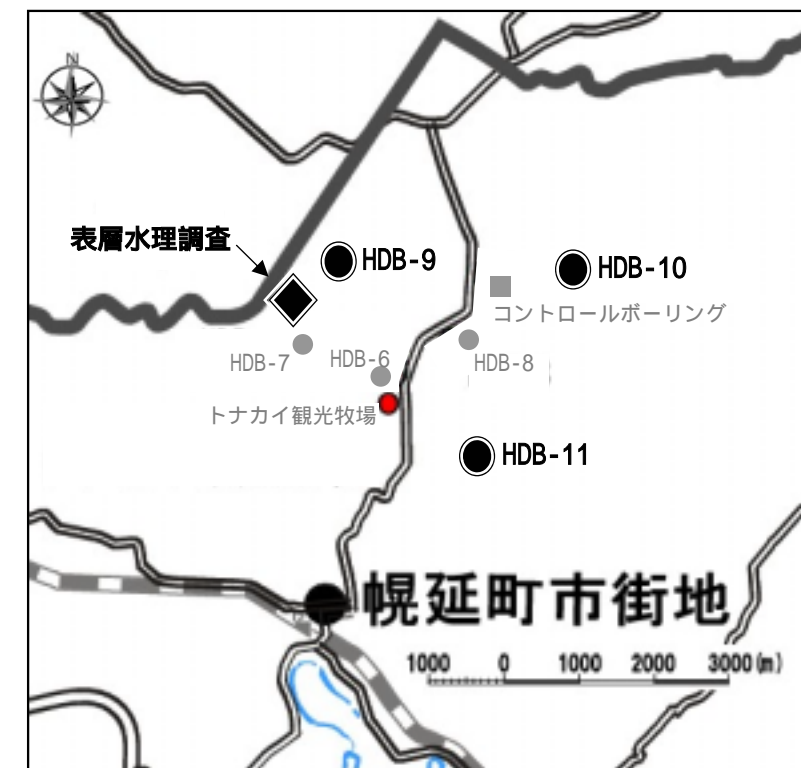 N
表層水理調査
HDB-9
HDB-10
コントロールボーリング
HDB-7
HDB-6
HDB-8
トナカイ観光牧場
HDB-11
幌延町市街地
1000 0 1000 2000 3000(m)